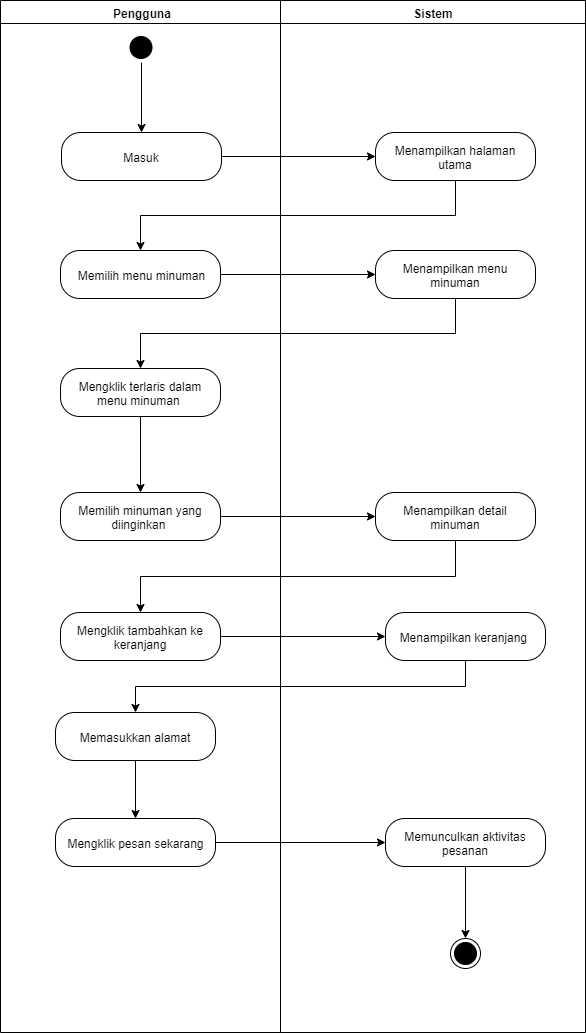 Pengguna
Sistem
Masuk
Menampilkan halaman
utama
Memilih menu minuman
Menampilkan menu
minuman
Mengklik terlaris dalam
menu minuman
Memilih minuman yang
diinginkan
Menampilkan detail
minuman
Mengklik tambahkan ke
keranjang
Menampilkan keranjang
Memasukkan alamat
Mengklik pesan sekarang
Memunculkan aktivitas
pesanan